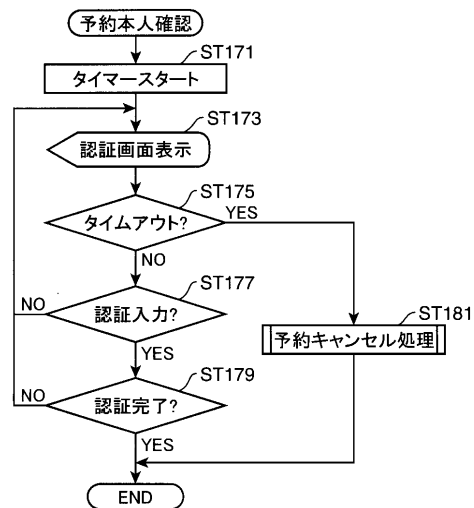 予約本人確認
ST171
タイマースタート
ST173
認証画面表示
ST175
タイムアウト?
YES
NO
ST177
NO
認証入力?
YES
ST181
予約キャンセル処理
ST179
NO
認証完了?
YES
END